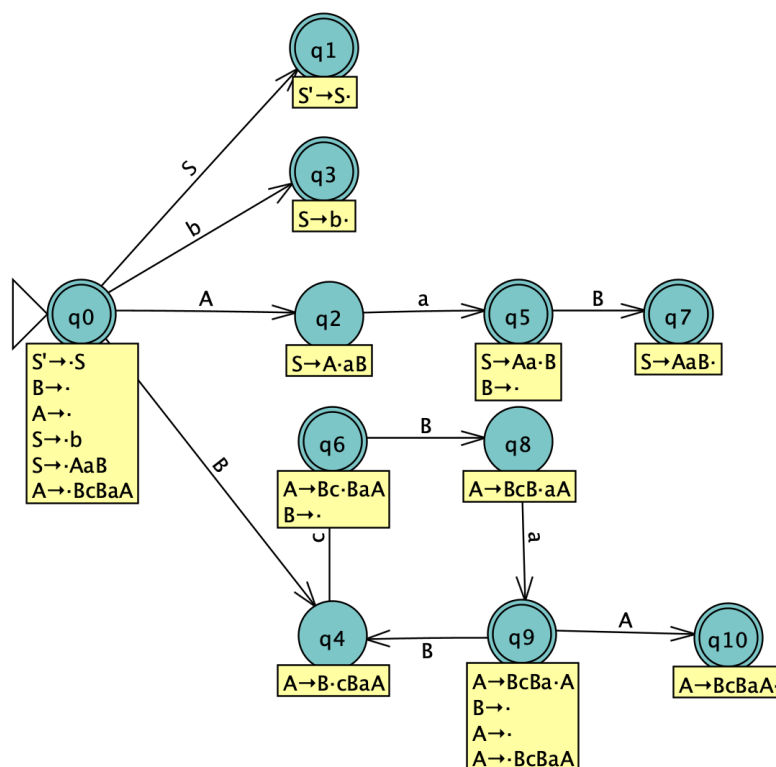 q1
S'→S·
S
q3
S→b·
b
q0
S'→·S
B→·
A→·
S→·b
S→·AaB
A→·BcBaA
A
q2
S→A·aB
a
q5
S→Aa·B
B→·
B
q7
S→AaB·
B
q6
A→Bc·BaA
B→·
B
q8
A→BcB·aA
c
a
q4
A→B·cBaA
B
q9
A→BcBa·A
B→·
A→·
A→·BcBaA
A
q10
A→BcBaA·